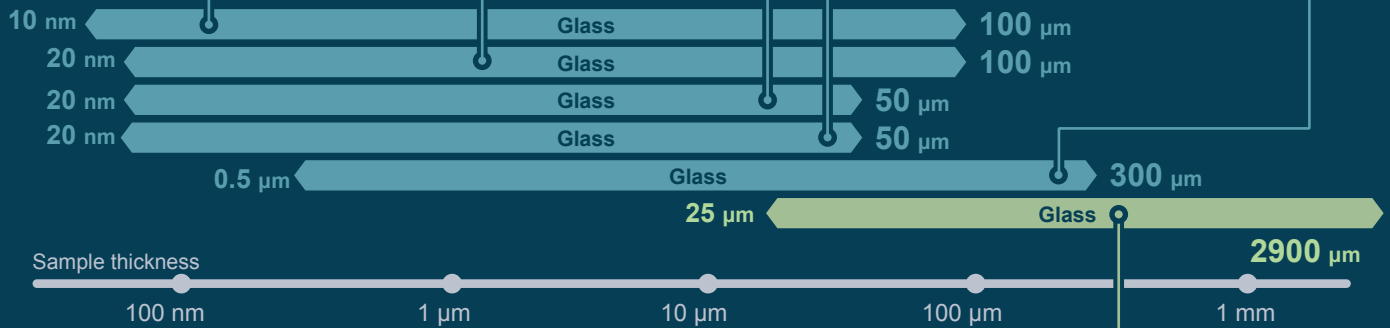 10 nm Glass 100 µm
20 nm Glass 100 µm
20 nm Glass 50 µm
20 nm Glass 50 µm
0.5 µm Glass 300 µm
25 µm Glass
2900 µm
Sample thickness
100 nm 1 µm 10 µm 100 µm 1 mm